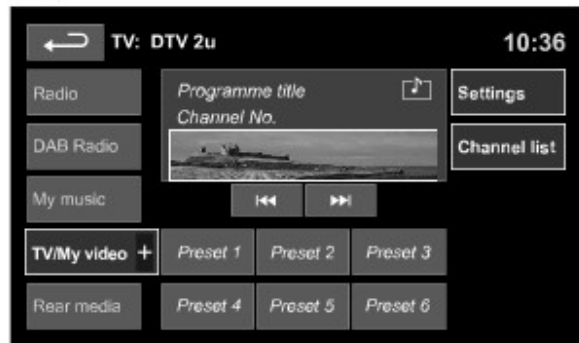 TV: DTV 2u
10:36
Radio
Programme title
Channel No.
Settings
DAB Radio
Channel list
My music
TV/My video +
Preset 1
Preset 2
Preset 3
Rear media
Preset 4
Preset 5
Preset 6